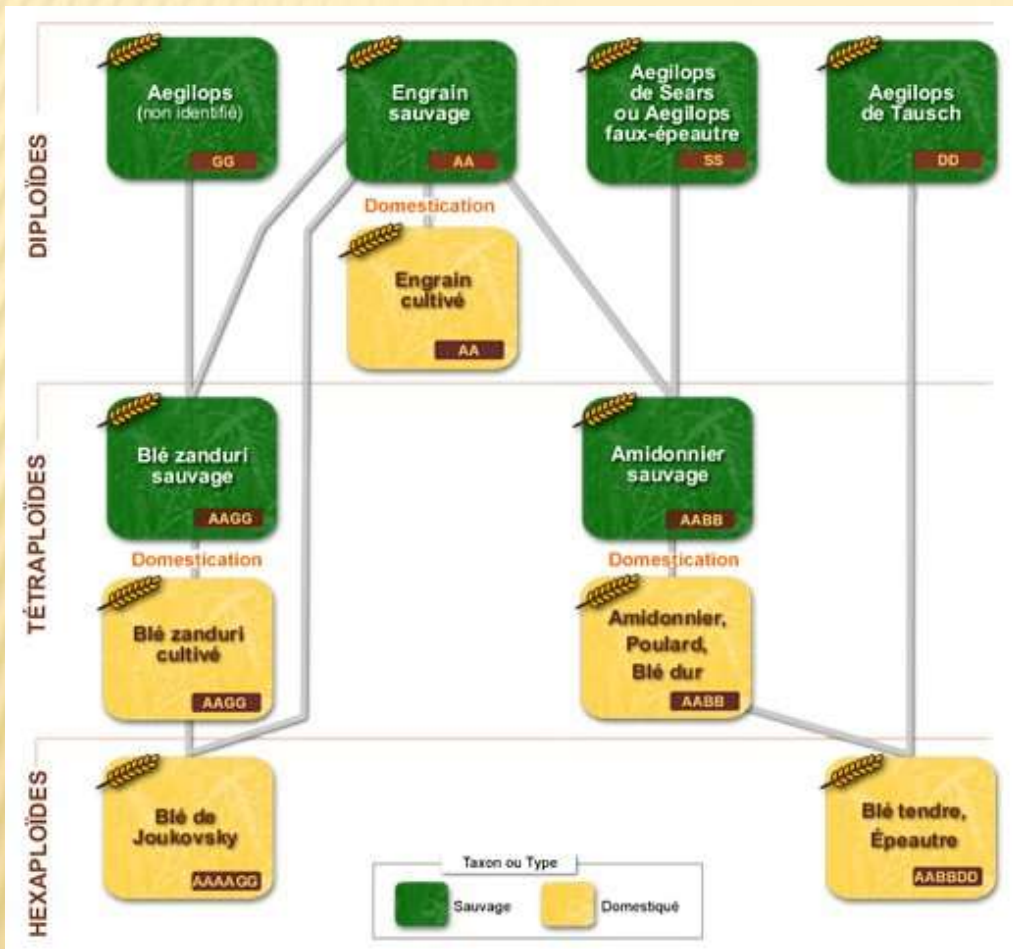 DIPLOÏDES
Aegilops
(non identifié)
GG
Engrain
sauvage
AA
Aegilops
de Sears
ou Aegilops
faux-épeautre
SS
Aegilops
de Tausch
DD
Domestication
Engrain
cultivé
AA
TÉTRAPLOÏDES
Blé zanduri
sauvage
AAGG
Amidonnier
sauvage
AABB
Domestication
Domestication
Blé zanduri
cultivé
AAGG
Amidonnier,
Poulard,
Blé dur
AABB
HEXAPLOÏDES
Blé de
Joukovsky
AAAAGG
Blé tendre,
Épeautre
AABBDD
Taxon ou Type
Sauvage
Domestiqué